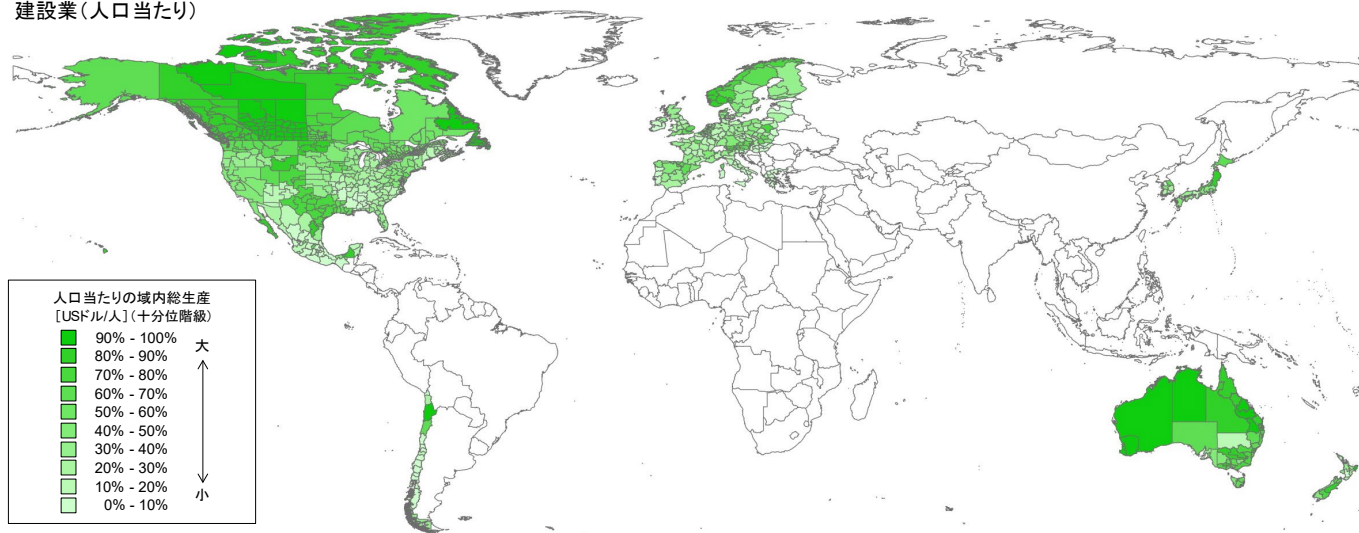 建設業(人口当たり)
人口当たりの域内総生産
[USドル/人](十分位階級)
90% - 100%
大
80% - 90%
70% - 80%
60% - 70%
50% - 60%
40% - 50%
30% - 40%
20% - 30%
10% - 20%
小
0% - 10%